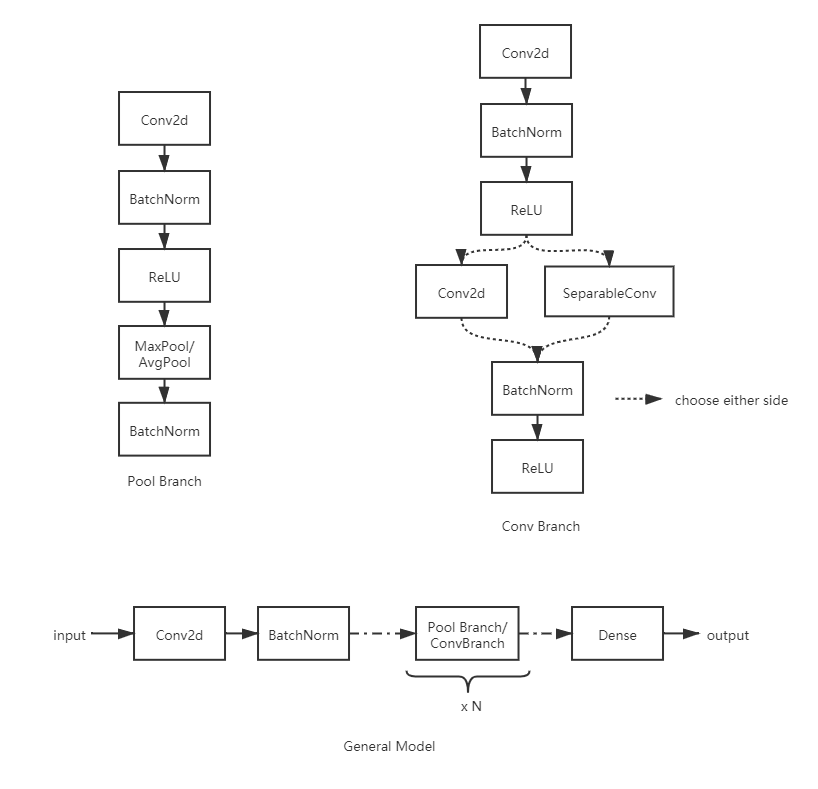 Conv2d
BatchNorm
ReLU
MaxPool/
AvgPool
BatchNorm
Pool Branch
Conv2d
BatchNorm
ReLU
Conv2d
SeparableConv
BatchNorm
ReLU
choose either side
Conv Branch
input
Conv2d
BatchNorm
Pool Branch/
ConvBranch
Dense
output
x N
General Model